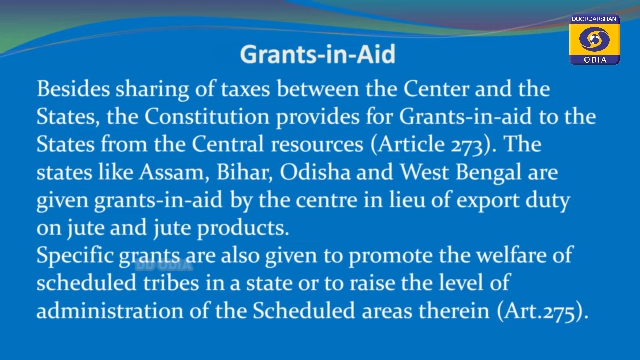 DOORDARSHAN
ODIA
Grants-in-Aid
Besides sharing of taxes between the Center and the
States, the Constitution provides for Grants-in-aid to the
States from the Central resources (Article 273). The
states like Assam, Bihar, Odisha and West Bengal are
given grants-in-aid by the centre in lieu of export duty
on jute and jute products.
Specific grants are also given to promote the welfare of
DD ODIA
scheduled tribes in a state or to raise the level of
administration of the Scheduled areas therein (Art.275).